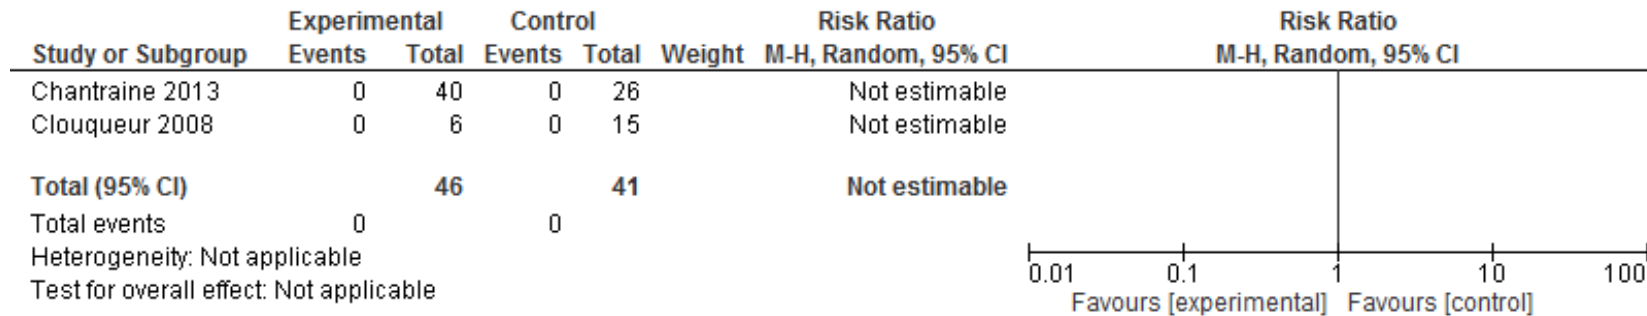 Experimental Control Risk Ratio Risk Ratio
Study or Subgroup Events Total Events Total Weight M-H, Random, 95% CI M-H, Random, 95% CI
Chantraine 2013 0 40 0 26 Not estimable
Clouqueur 2008 0 6 0 15 Not estimable
Total (95% CI) 46 41 Not estimable
Total events 0 0
Heterogeneity: Not applicable
Test for overall effect: Not applicable
0.01 0.1 1 10 100
Favours [experimental] Favours [control]